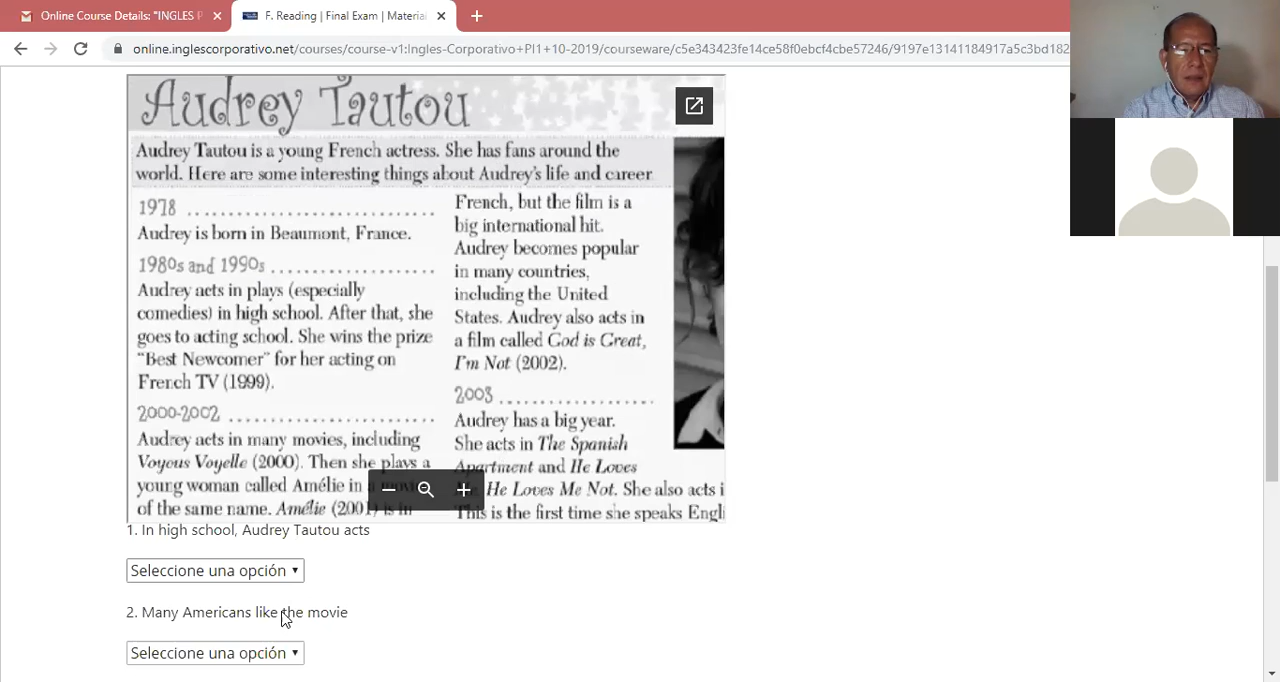 Online Course Details: "INGLES P
F. Reading | Final Exam | Materia
online.inglescorporativo.net/courses/course-v1:Ingles-Corporativo+PI1+10-2019/courseware/c5e343423fe14ce58f0ebcf4cbe57246/9197e13141184917a5c3bd182
Audrey Tautou
Audrey Tautou is a young French actress. She has fans around the
world. Here are some interesting things about Audrey's life and career
1978
Audrey is born in Beaumont, France.
1980s and 1990s
Audrey acts in plays (especially
comedies) in high school. After that, she
goes to acting school. She wins the prize
"Best Newcomer" for her acting on
French TV (1999).
2000-2002
Audrey acts in many movies, including
Voyous Voyelle (2000). Then she plays a
young woman called Amélie in a
of the same name. Amélie (2001) is in
French, but the film is a
big international hit.
Audrey becomes popular
in many countries,
including the United
States. Audrey also acts in
a film called God is Great,
I'm Not (2002).
2003
Audrey has a big year.
She acts in The Spanish
Apartment and He Loves
He Loves Me Not. She also acts i
This is the first time she speaks Engl
1. In high school, Audrey Tautou acts
Seleccione una opción
2. Many Americans like the movie
Seleccione una opción